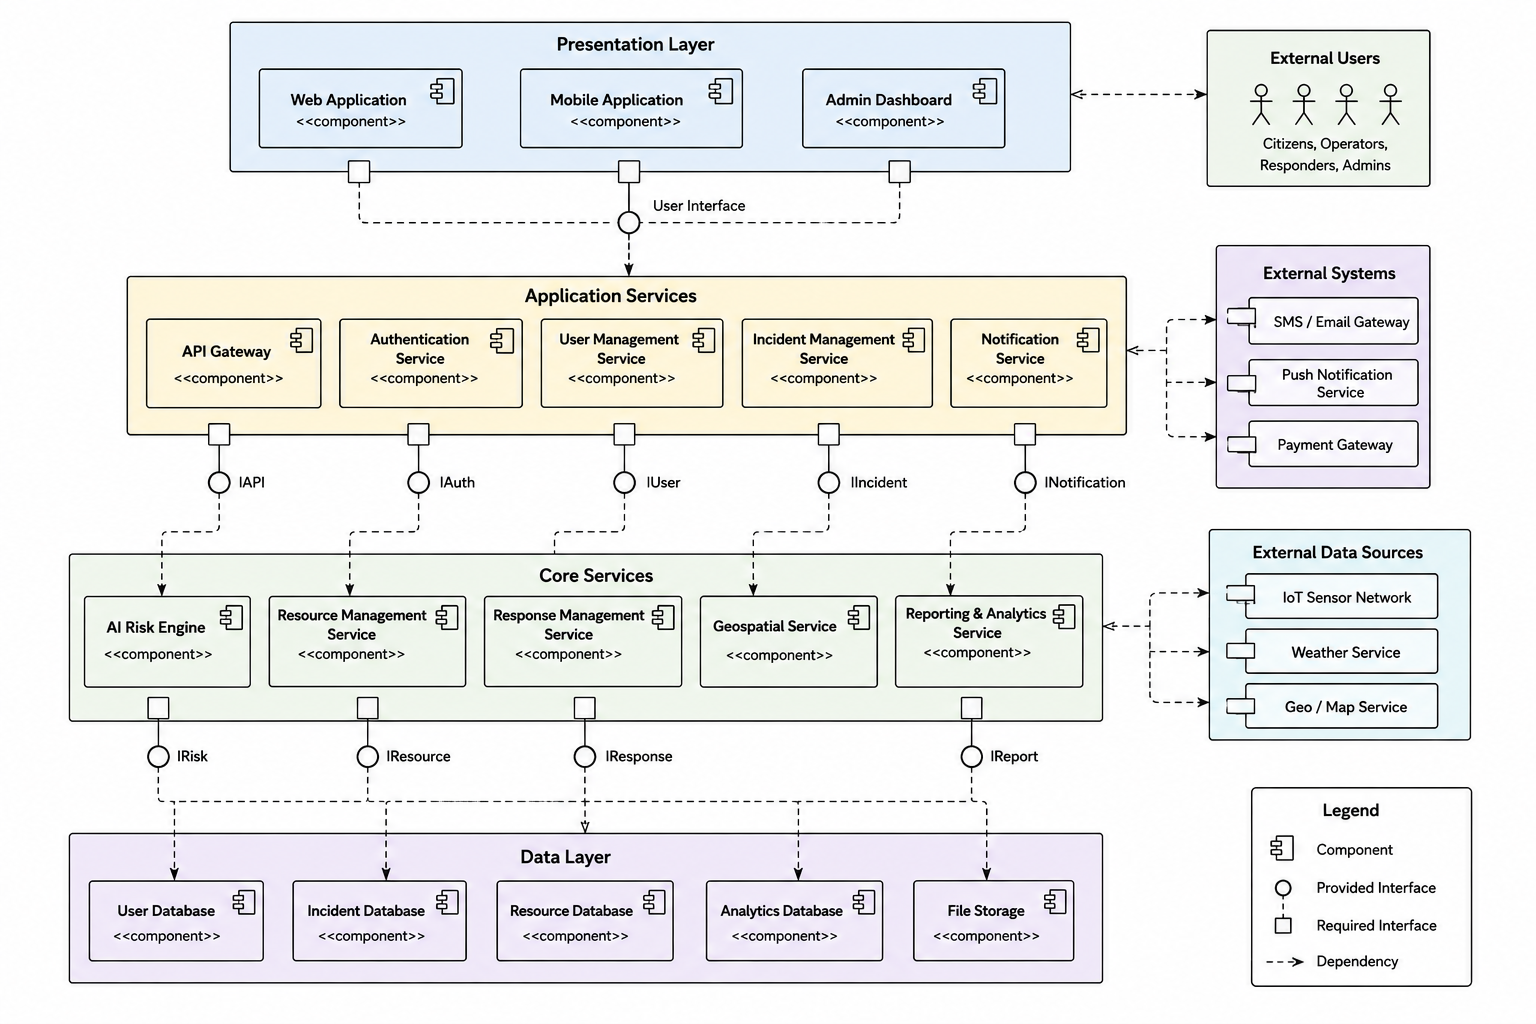 Presentation Layer
Web Application
<<component>>
Mobile Application
<<component>>
Admin Dashboard
<<component>>
External Users
Citizens, Operators,
Responders, Admins
User Interface
Application Services
API Gateway
<<component>>
Authentication
Service
<<component>>
User Management
Service
<<component>>
Incident Management
Service
<<component>>
Notification
Service
<<component>>
External Systems
SMS / Email Gateway
Push Notification
Service
Payment Gateway
IAPI
IAuth
IUser
IIncident
INotification
Core Services
AI Risk Engine
<<component>>
Resource Management
Service
<<component>>
Response Management
Service
<<component>>
Geospatial Service
<<component>>
Reporting & Analytics
Service
<<component>>
External Data Sources
IoT Sensor Network
Weather Service
Geo / Map Service
IRisk
IResource
IResponse
IReport
Data Layer
User Database
<<component>>
Incident Database
<<component>>
Resource Database
<<component>>
Analytics Database
<<component>>
File Storage
<<component>>
Legend
Component
Provided Interface
Required Interface
Dependency